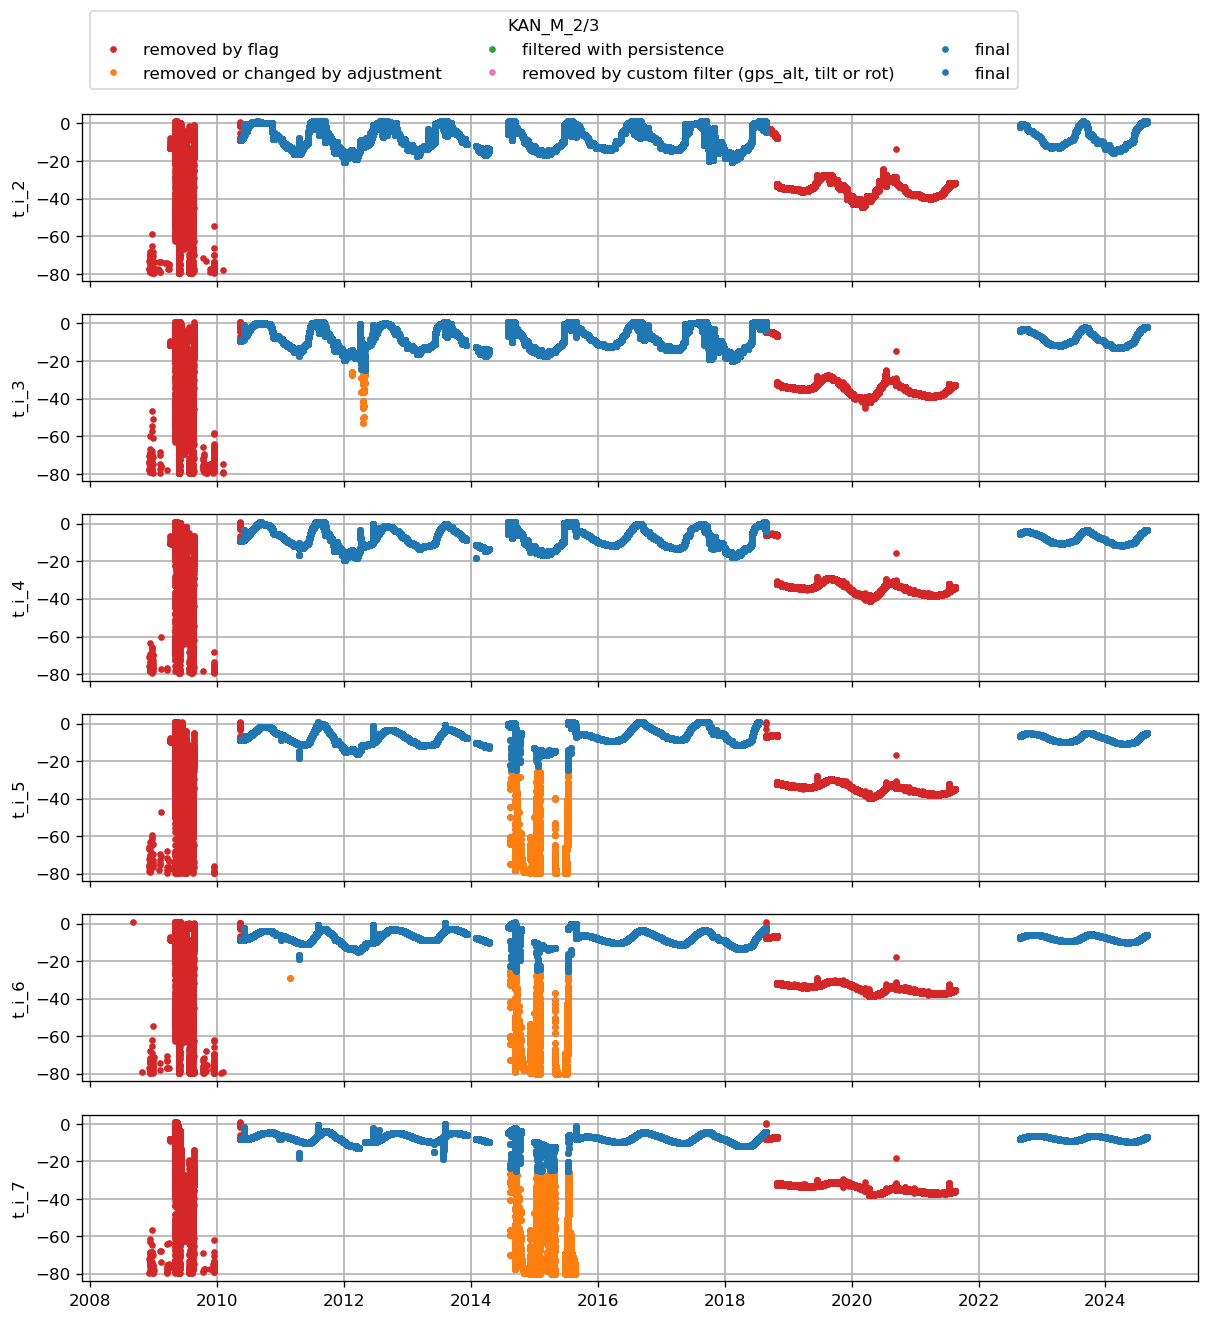 KAN_M_2/3
removed by flag
removed or changed by adjustment
filtered with persistence
removed by custom filter (gps_alt, tilt or rot)
final
final
t_i_2
0
−20
−40
−60
−80
t_i_3
0
−20
−40
−60
−80
t_i_4
0
−20
−40
−60
−80
t_i_5
0
−20
−40
−60
−80
t_i_6
0
−20
−40
−60
−80
t_i_7
0
−20
−40
−60
−80
2008 2010 2012 2014 2016 2018 2020 2022 2024